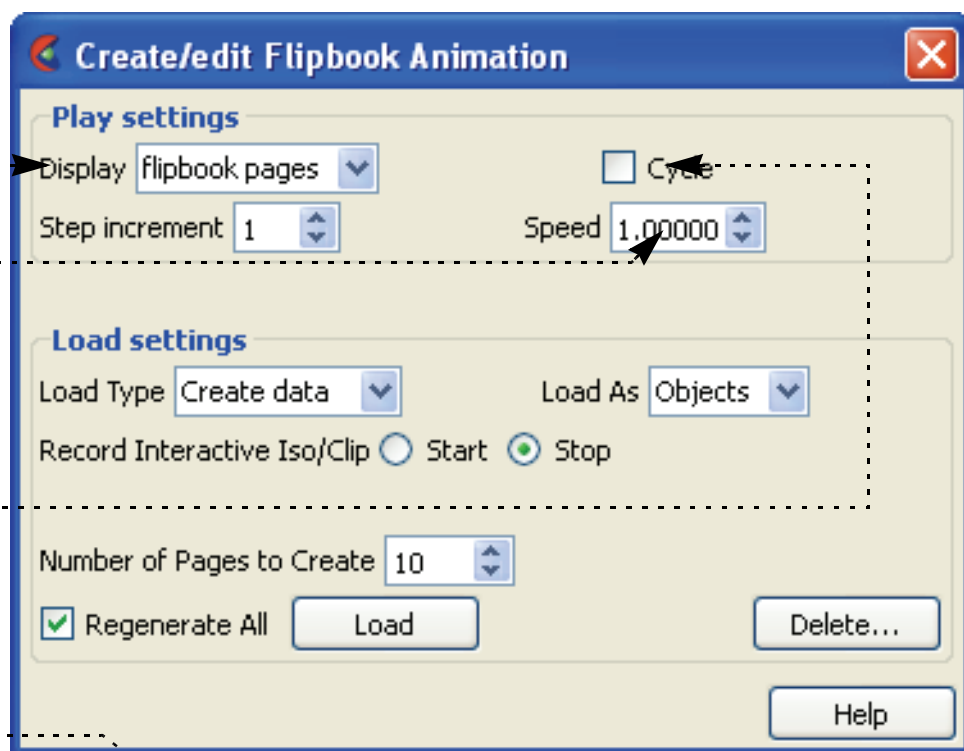 Create/edit Flipbook Animation
Play settings
Display flipbook pages Cycle
Step increment 1 Speed 1.00000
Load settings
Load Type Create data Load As Objects
Record Interactive Iso/Clip Start Stop
Number of Pages to Create 10
Regenerate All Load Delete...
Help